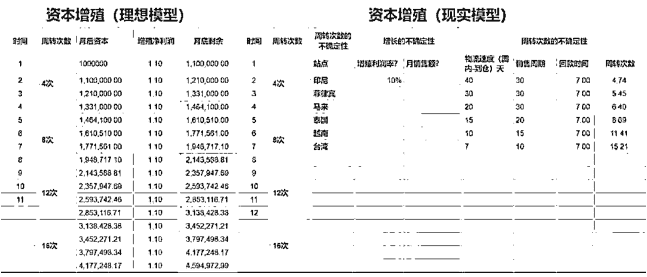 资本增殖（理想模型） 资本增殖（现实模型）
时间 周转次数 月后资本 增殖净利润 月底剩余 时间 周转次数 周转次数的不确定性 增长的不确定性 周转次数的不确定性
站点 增殖利润率? 月销售额? 物流速度（国内-到仓）天 销售周期 回款时间 周转次数
1 1000000 1.10 1,100,000.00 1
2 4次 1,100,000.00 1.10 1,210,000.00 2 4次 印尼 10% 40 30 7.00 4.74
3 1,210,000.00 1.10 1,331,000.00 3 菲律宾 30 30 7.00 5.45
4 1,331,000.00 1.10 1,464,100.00 4 马来 20 30 7.00 6.40
5 1,464,100.00 1.10 1,610,510.00 5 泰国 15 20 7.00
6 8次 1,610,510.00 1.10 1,771,561.00 6 8次 越南 10 15 7.00 11.41
7 1,771,561.00 1.10 1,948,717.10 7 台湾 7 10 7.00 15.21
8 1,948,717.10 1.10 2,143,588.81 8
9 2,143,588.81 1.10 2,357,947.69 9
10 12次 2,357,947.69 1.10 2,593,742.46 10 12次
11 2,593,742.46 1.10 2,853,116.71 11
2,853,116.71 1.10 3,138,428.38 12
3,138,428.38 1.10 3,452,271.21
16次 3,452,271.21 1.10 3,797,498.34 16次
3,797,498.34 1.10 4,177,248.17
4,177,248.17 1.10 4,594,972.99